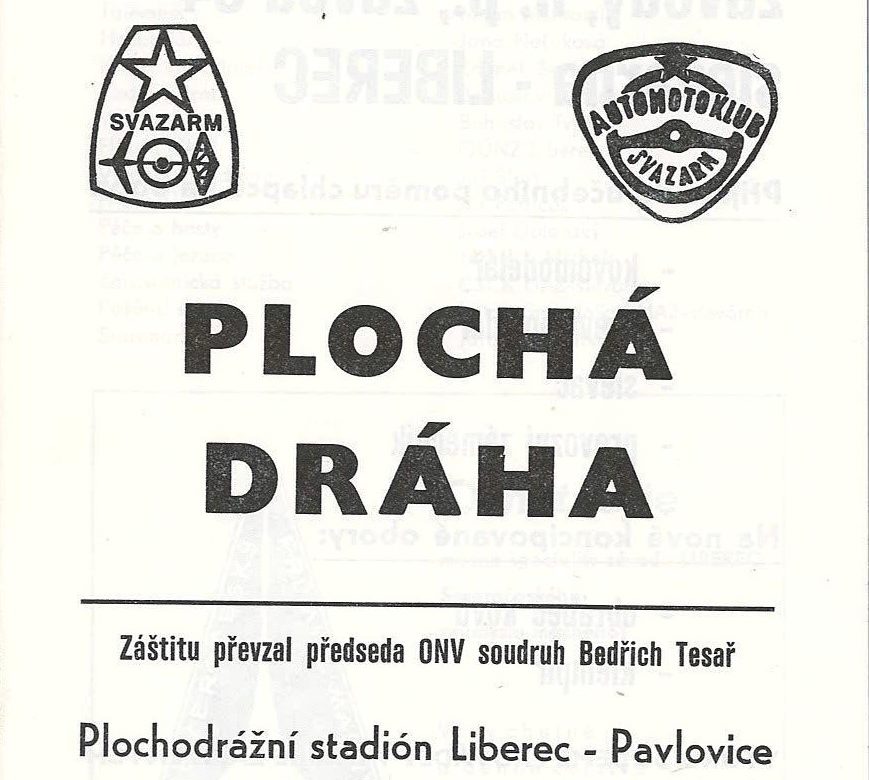 SVAZARM
AUTOMOTOKLUB
SVAZARM
PLOCHÁ
DRÁHA
Záštitu převzal předseda ONV soudruh Bedřich Tesař
Plochodrážní stadión Liberec - Pavlovice